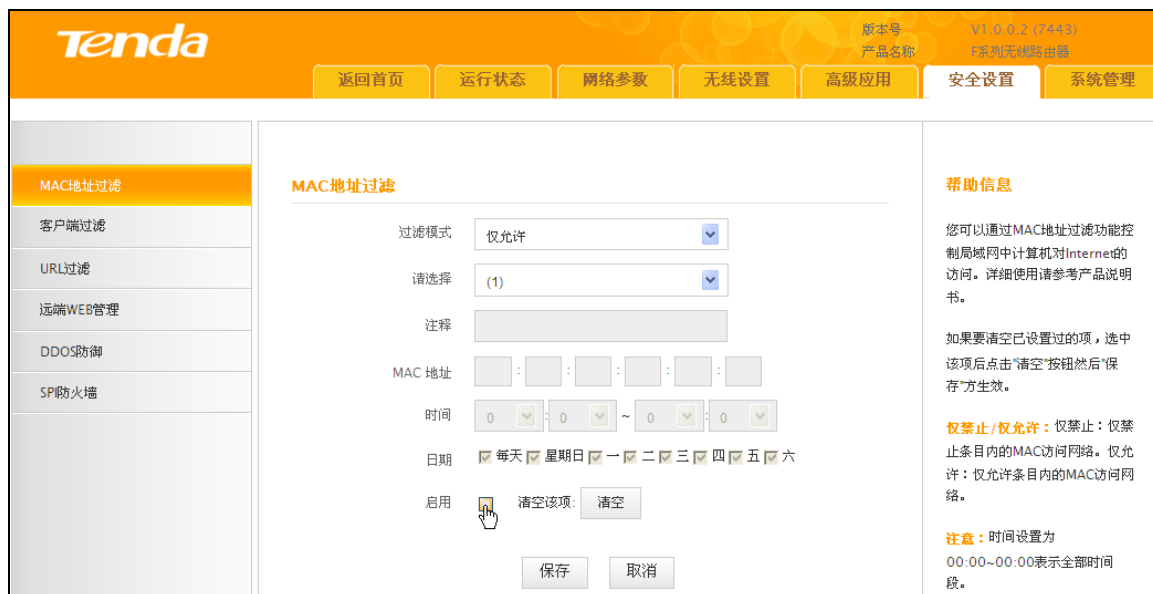 Tenda
版本号 V1.0.0.2 (7443)
产品名称 F系列无线路由器
返回首页 运行状态 网络参数 无线设置 高级应用 安全设置 系统管理
MAC地址过滤
客户端过滤
URL过滤
远端WEB管理
DDOS防御
SPI防火墙
MAC地址过滤
过滤模式 仅允许
请选择 (1)
注释
MAC 地址 : : : : :
时间 0 : 0 ~ 0 : 0
日期 每天 星期日 一 二 三 四 五 六
启用 清空该项: 清空
保存 取消
帮助信息
您可以通过MAC地址过滤功能控
制局域网中计算机对Internet的
访问。详细使用请参考产品说明
书。
如果要清空已设置过的项，选中
该项后点击"清空"按钮然后"保
存"方生效。
仅禁止/仅允许：仅禁止：仅禁
止条目内的MAC访问网络。仅允
许：仅允许条目内的MAC访问网
络。
注意：时间设置为
00:00~00:00表示全部时间
段。